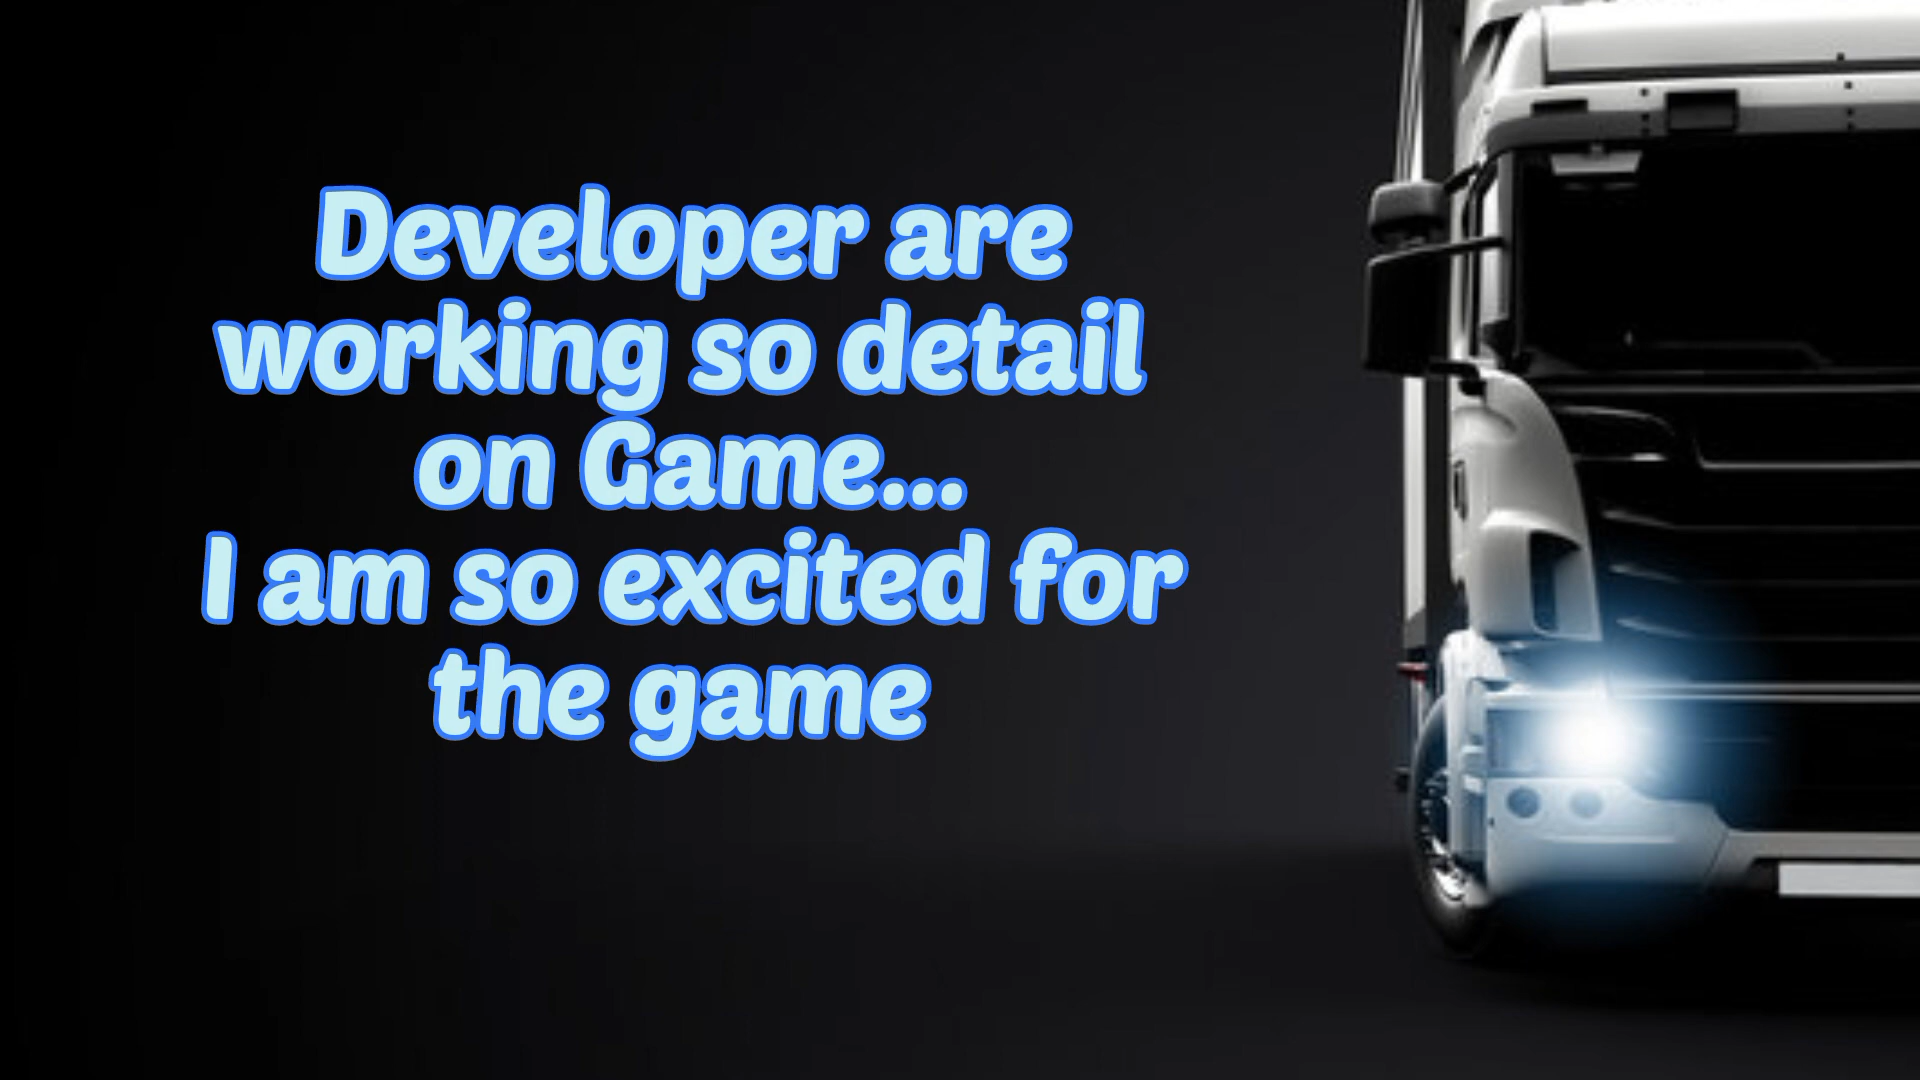 Developer are
working so detail
on Game...
I am so excited for
the game